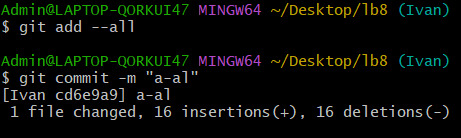 Admin@LAPTOP-QORKUI47 MINGW64 ~/Desktop/lb8 (Ivan)
$ git add --all
Admin@LAPTOP-QORKUI47 MINGW64 ~/Desktop/lb8 (Ivan)
$ git commit -m "a-al"
[Ivan cd6e9a9] a-al
1 file changed, 16 insertions(+), 16 deletions(-)